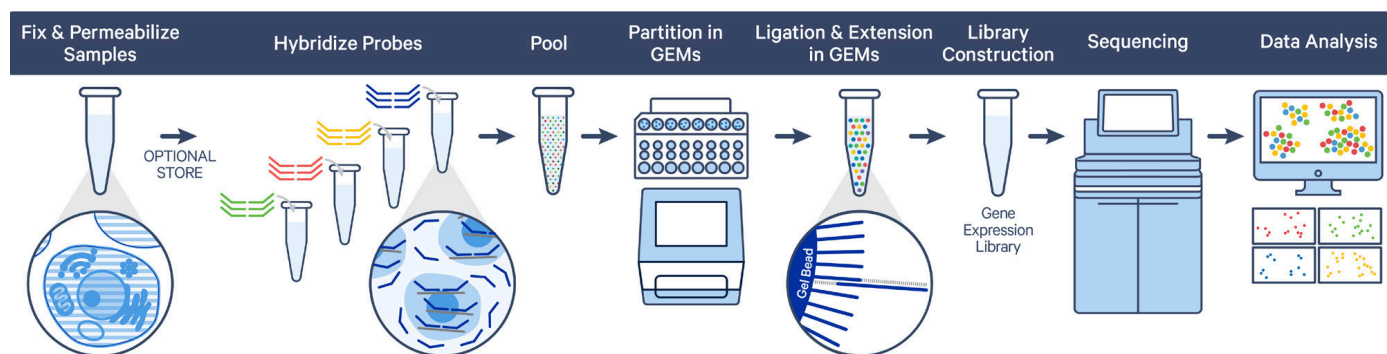 Fix & Permeabilize
Samples
Hybridize Probes
Pool
Partition in
GEMs
Ligation & Extension
in GEMs
Library
Construction
Sequencing
Data Analysis
OPTIONAL
STORE
Gel Bead
Gene
Expression
Library